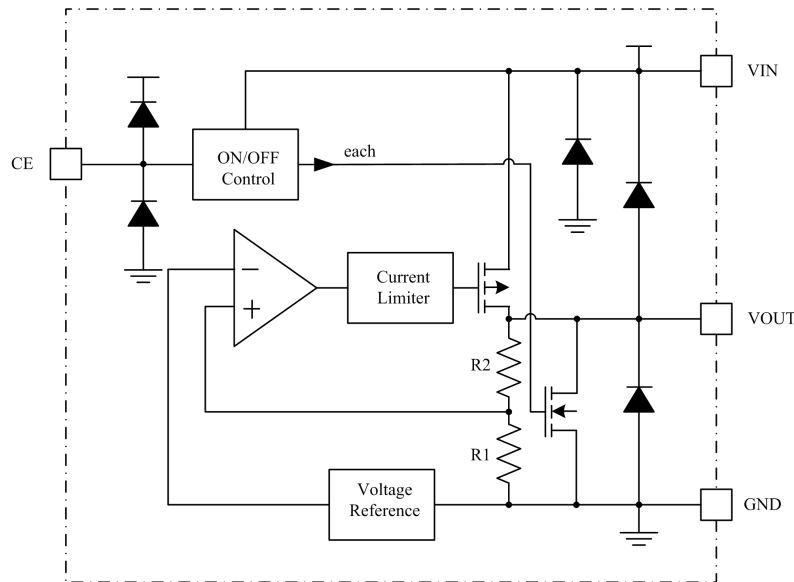 VIN
CE
ON/OFF
Control
each
−
+
Current
Limiter
VOUT
R2
R1
Voltage
Reference
GND